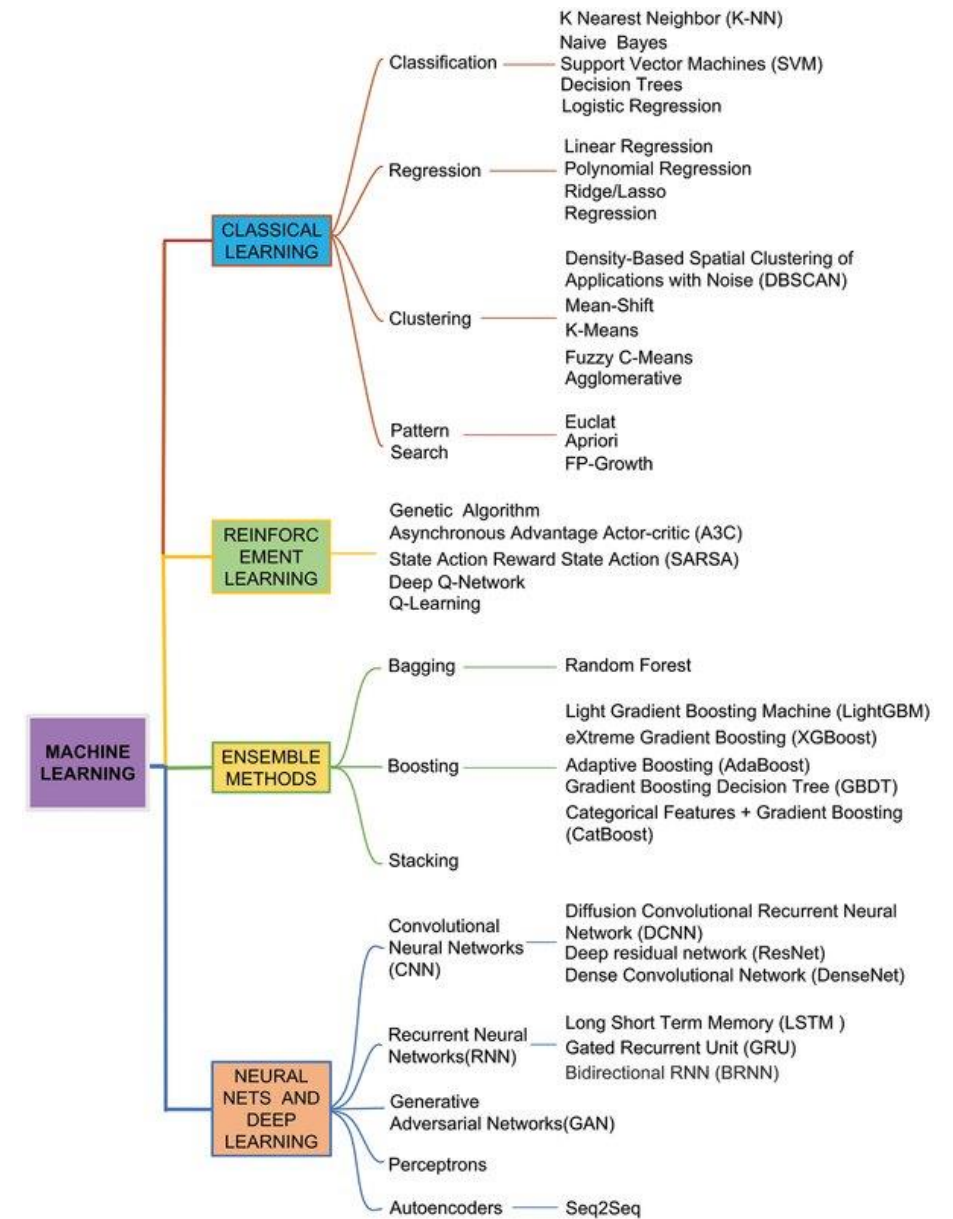 MACHINE
LEARNING
CLASSICAL
LEARNING
Classification
K Nearest Neighbor (K-NN)
Naive Bayes
Support Vector Machines (SVM)
Decision Trees
Logistic Regression
Regression
Linear Regression
Polynomial Regression
Ridge/Lasso
Regression
Clustering
Density-Based Spatial Clustering of
Applications with Noise (DBSCAN)
Mean-Shift
K-Means
Fuzzy C-Means
Agglomerative
Pattern
Search
Euclat
Apriori
FP-Growth
REINFORC
EMENT
LEARNING
Genetic Algorithm
Asynchronous Advantage Actor-critic (A3C)
State Action Reward State Action (SARSA)
Deep Q-Network
Q-Learning
ENSEMBLE
METHODS
Bagging
Random Forest
Boosting
Light Gradient Boosting Machine (LightGBM)
eXtreme Gradient Boosting (XGBoost)
Adaptive Boosting (AdaBoost)
Gradient Boosting Decision Tree (GBDT)
Categorical Features + Gradient Boosting
(CatBoost)
Stacking
NEURAL
NETS AND
DEEP
LEARNING
Convolutional
Neural Networks
(CNN)
Diffusion Convolutional Recurrent Neural
Network (DCNN)
Deep residual network (ResNet)
Dense Convolutional Network (DenseNet)
Recurrent Neural
Networks(RNN)
Long Short Term Memory (LSTM )
Gated Recurrent Unit (GRU)
Bidirectional RNN (BRNN)
Generative
Adversarial Networks(GAN)
Perceptrons
Autoencoders
Seq2Seq